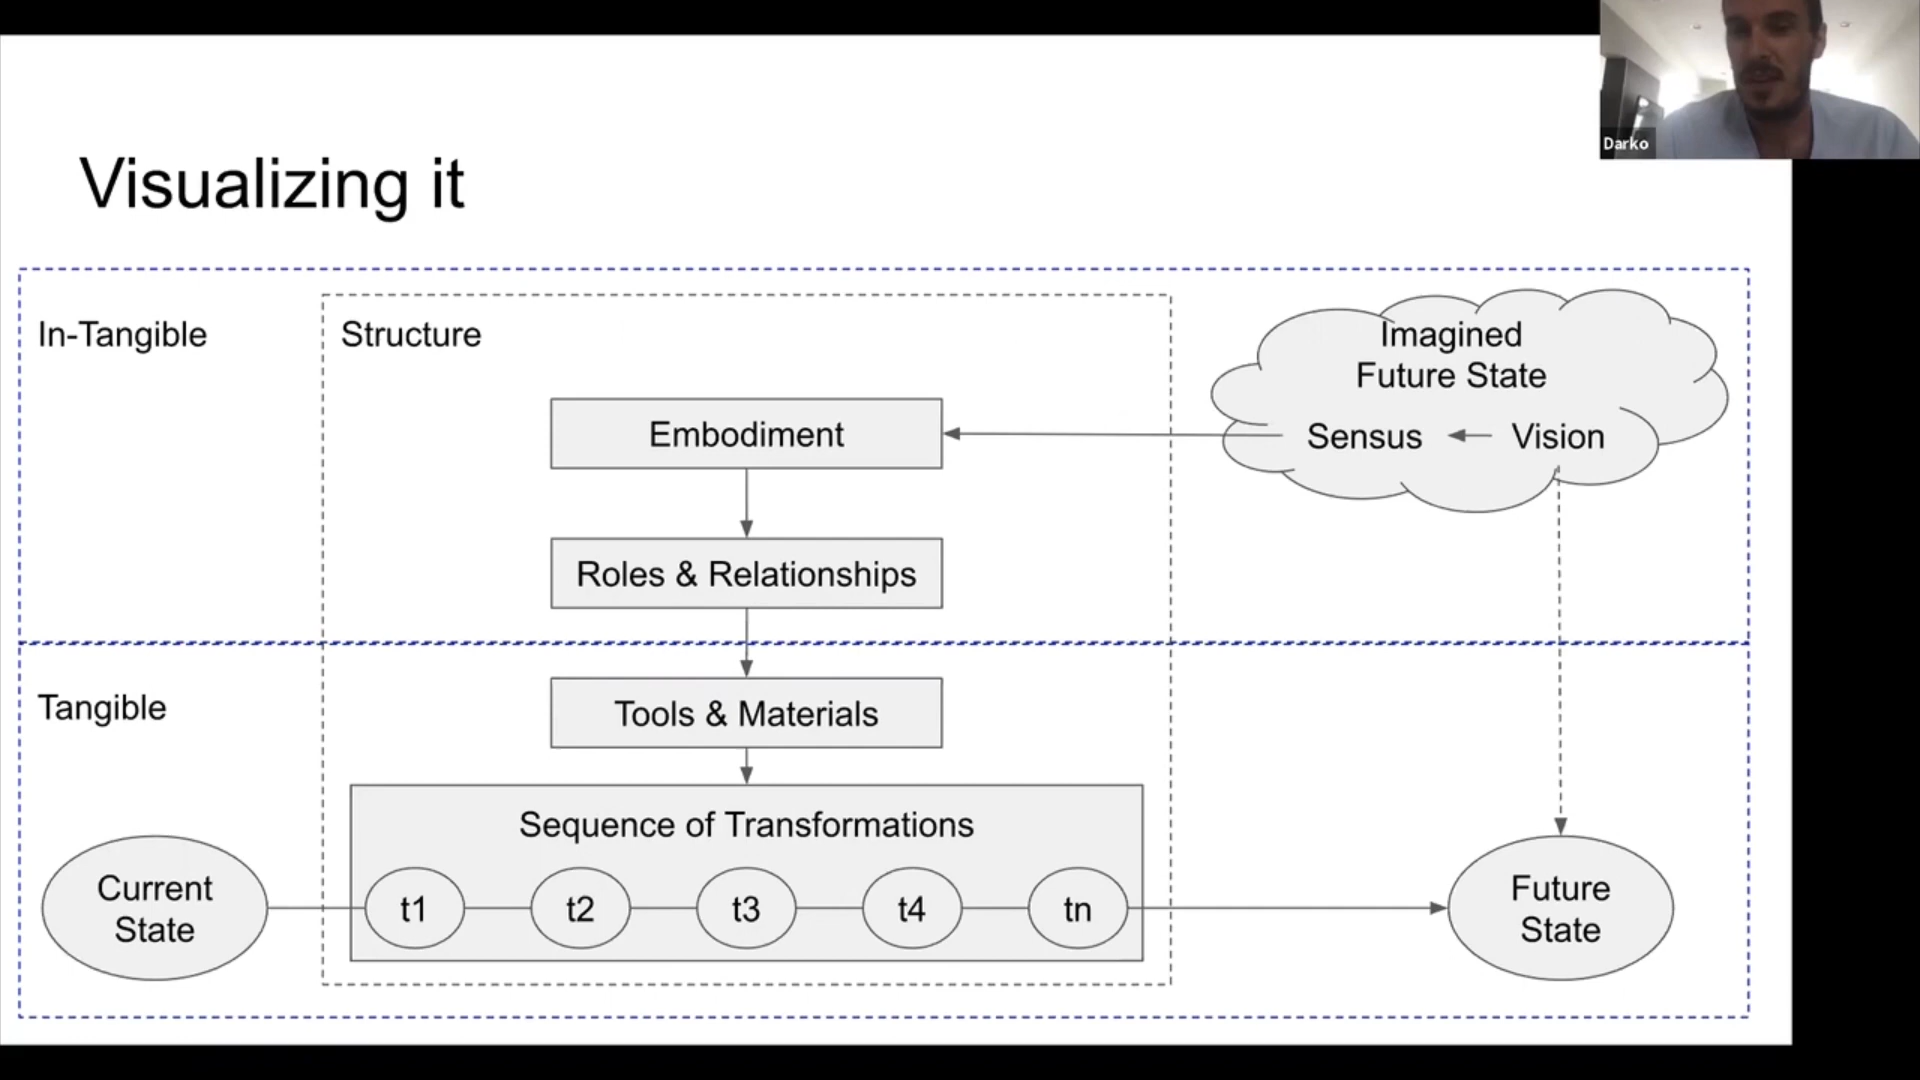 Darko
Visualizing it
In-Tangible
Structure
Imagined
Future State
Embodiment
Sensus
Vision
Roles & Relationships
Tangible
Tools & Materials
Sequence of Transformations
Current
State
t1
t2
t3
t4
tn
Future
State